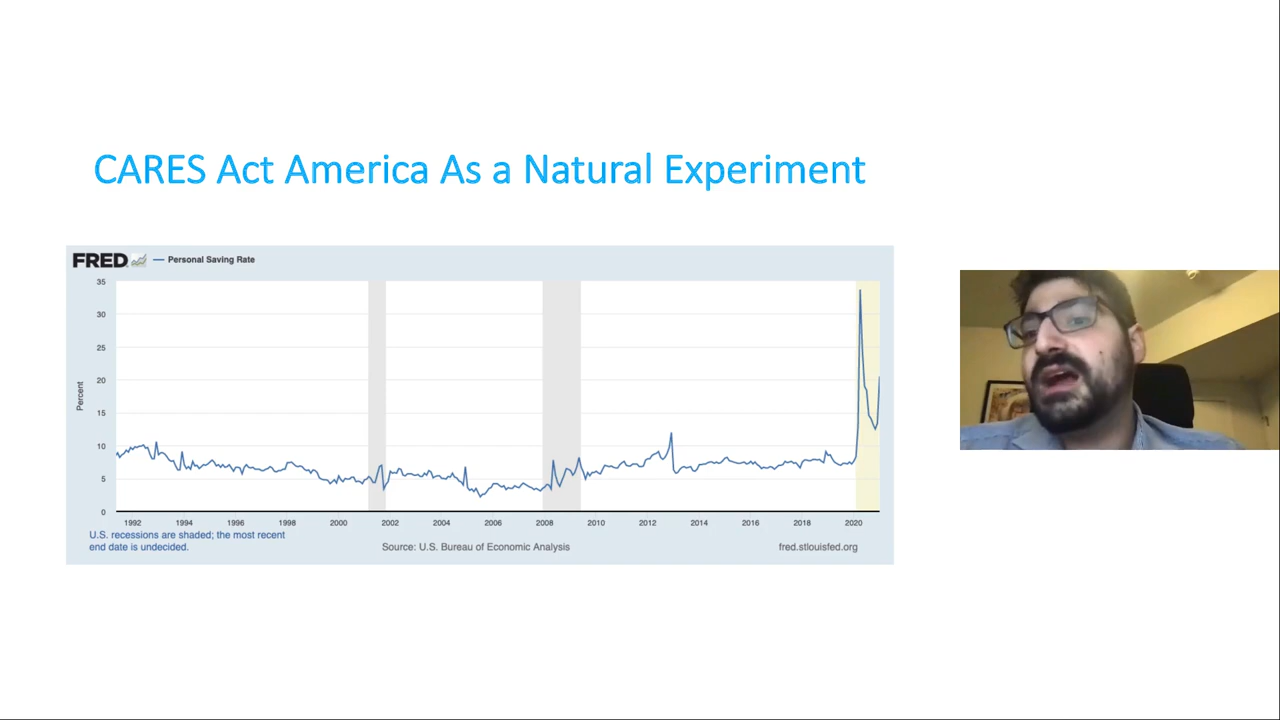 CARES Act America As a Natural Experiment
FRED
Personal Saving Rate
35
30
25
20
15
10
5
0
Percent
1992 1994 1996 1998 2000 2002 2004 2006 2008 2010 2012 2014 2016 2018 2020
U.S. recessions are shaded; the most recent
end date is undecided.
Source: U.S. Bureau of Economic Analysis
fred.stlouisfed.org